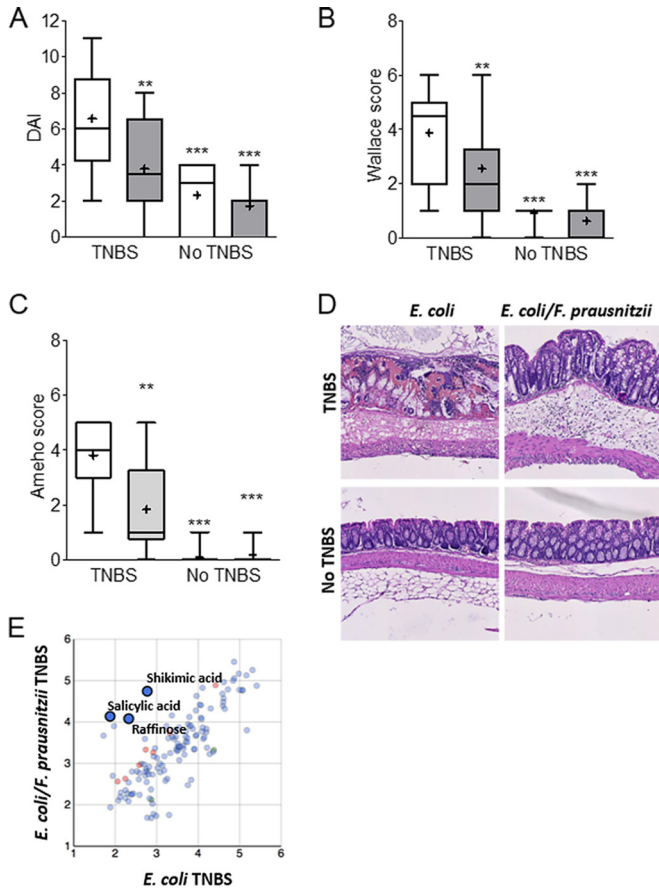 A
DAI
12
10
8
6
4
2
0
**
***
***
TNBS
No TNBS
B
Wallace score
8
6
4
2
0
**
***
***
TNBS
No TNBS
C
Ameho score
8
6
4
2
0
**
***
***
TNBS
No TNBS
D
E. coli
E. coli/F. prausnitzii
TNBS
No TNBS
E
E. coli/F. prausnitzii TNBS
6
5
4
3
2
1
Shikimic acid
Salicylic acid
Raffinose
1
2
3
4
5
6
E. coli TNBS